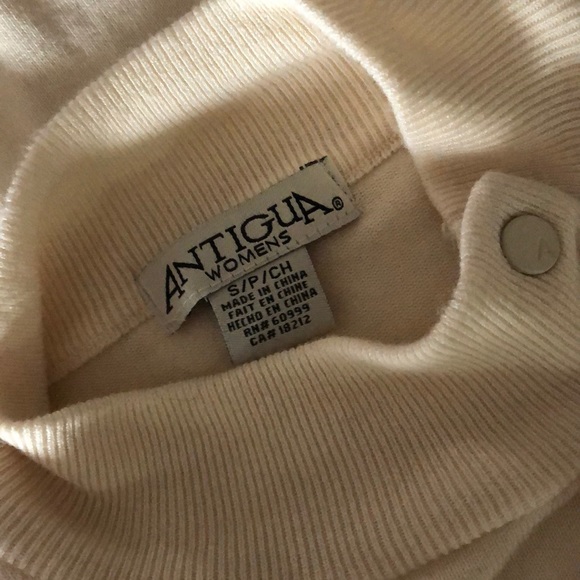 ANTIGUA®
WOMENS
S/P/CH
MADE IN CHINA
FAIT EN CHINE
HECHO EN CHINA
RN# 60999
CA# 18212